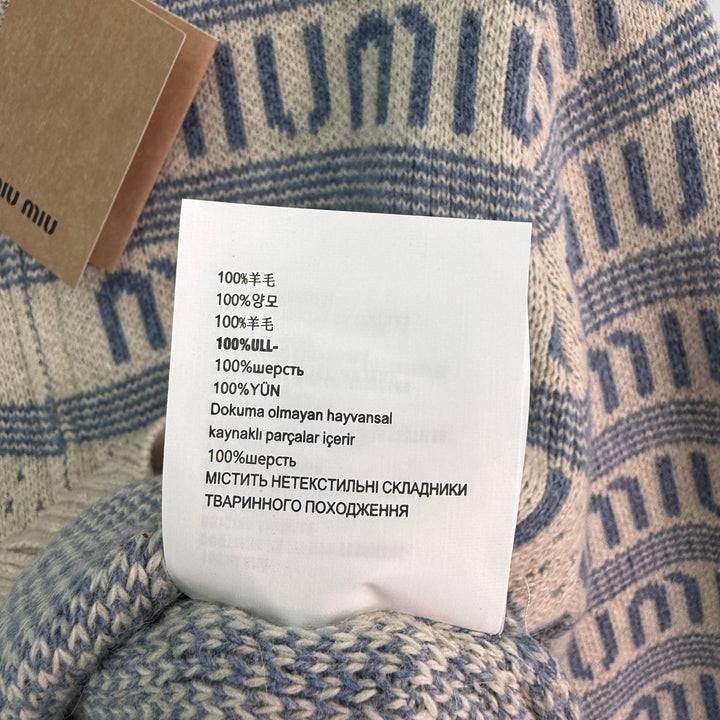 MIU MIU
100%羊毛
100%양모
100%羊毛
100%ULL-
100%шерсть
100%YÜN
Dokuma olmayan hayvansal
kaynaklı parçalar içerir
100%шерсть
МІСТИТЬ НЕТЕКСТИЛЬНІ СКЛАДНИКИ
ТВАРИННОГО ПОХОДЖЕННЯ